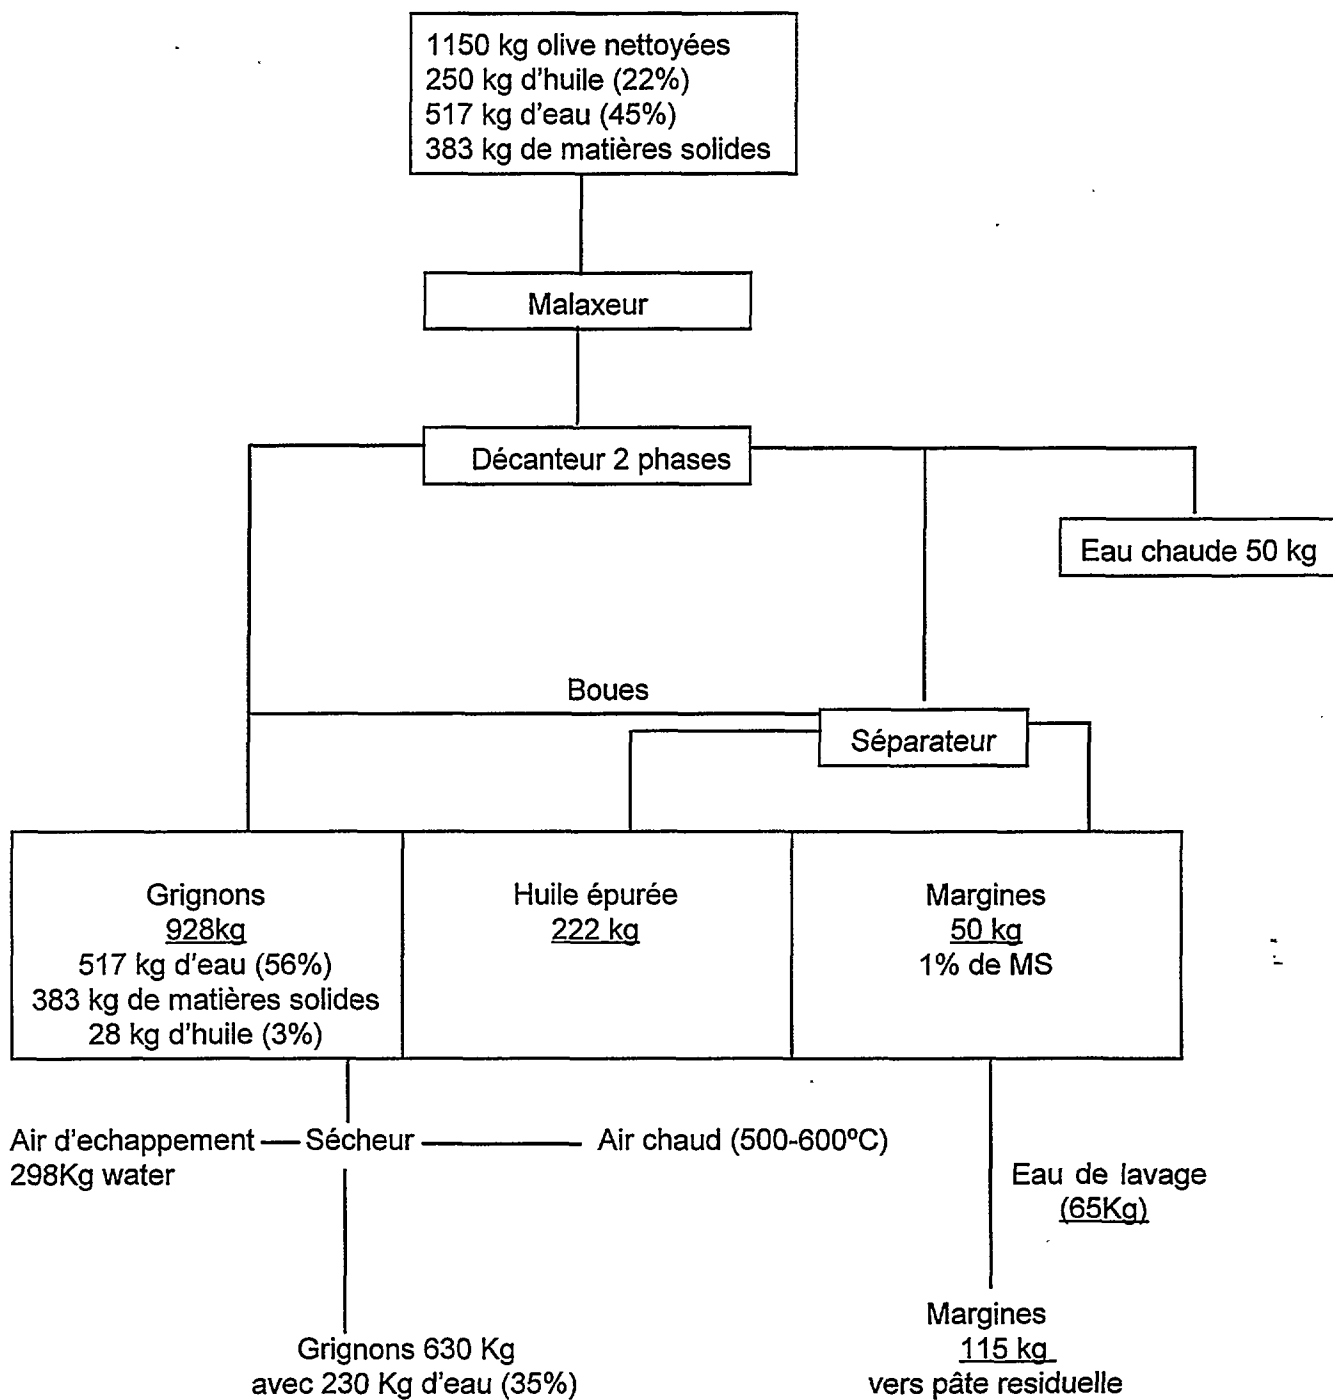 1150 kg olive nettoyées
250 kg d'huile (22%)
517 kg d'eau (45%)
383 kg de matières solides
Malaxeur
Décanteur 2 phases
Eau chaude 50 kg
Boues
Séparateur
Grignons
928kg
517 kg d'eau (56%)
383 kg de matières solides
28 kg d'huile (3%)
Huile épurée
222 kg
Margines
50 kg
1% de MS
Air d'echappement
298Kg water
Sécheur
Air chaud (500-600ºC)
Eau de lavage
(65Kg)
Grignons 630 Kg
avec 230 Kg d'eau (35%)
Margines
115 kg
vers pâte residuelle